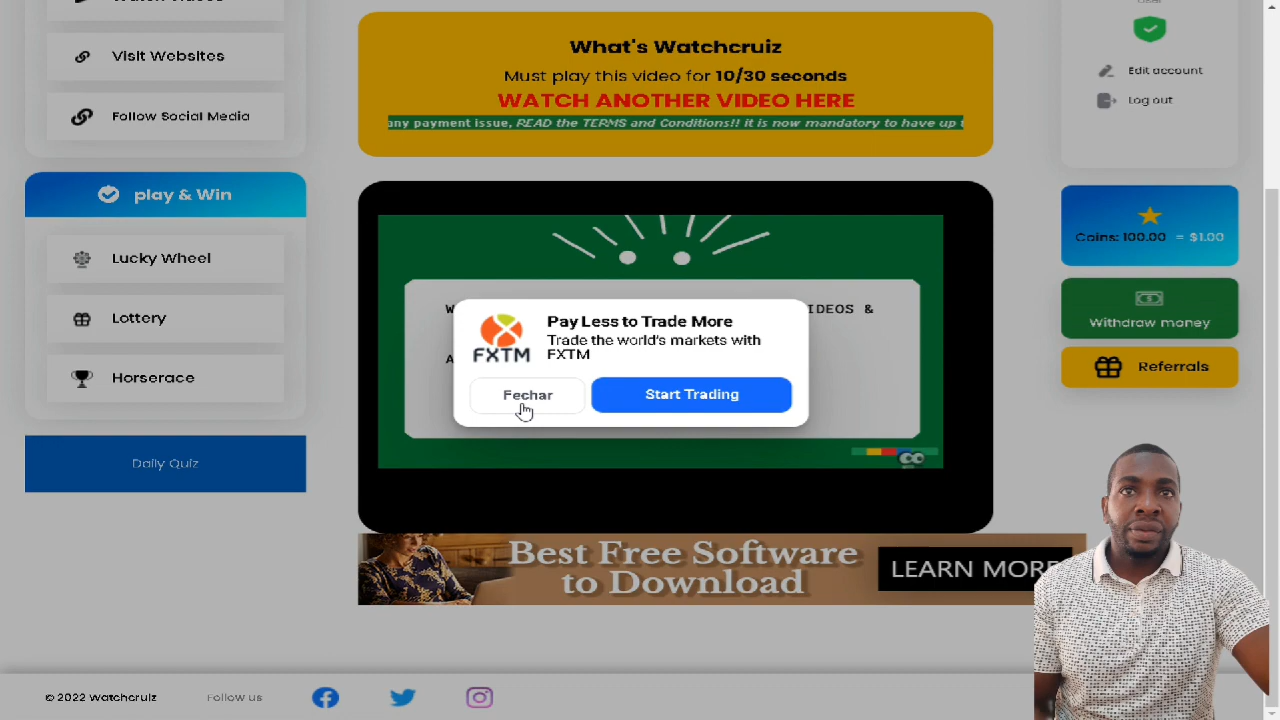 Visit Websites
Follow Social Media
play & Win
Lucky Wheel
Lottery
Horserace
Daily Quiz
What's Watchcruiz
Must play this video for 10/30 seconds
WATCH ANOTHER VIDEO HERE
any payment issue, READ the TERMS and Conditions!! it is now mandatory to have up
IDEOS &
FXTM
Pay Less to Trade More
Trade the world's markets with
FXTM
Fechar
Start Trading
Best Free Software
to Download
LEARN MORE
Edit account
Log out
Coins: 100.00 = $1.00
Withdraw money
Referrals
© 2022 Watchcruiz
Follow us